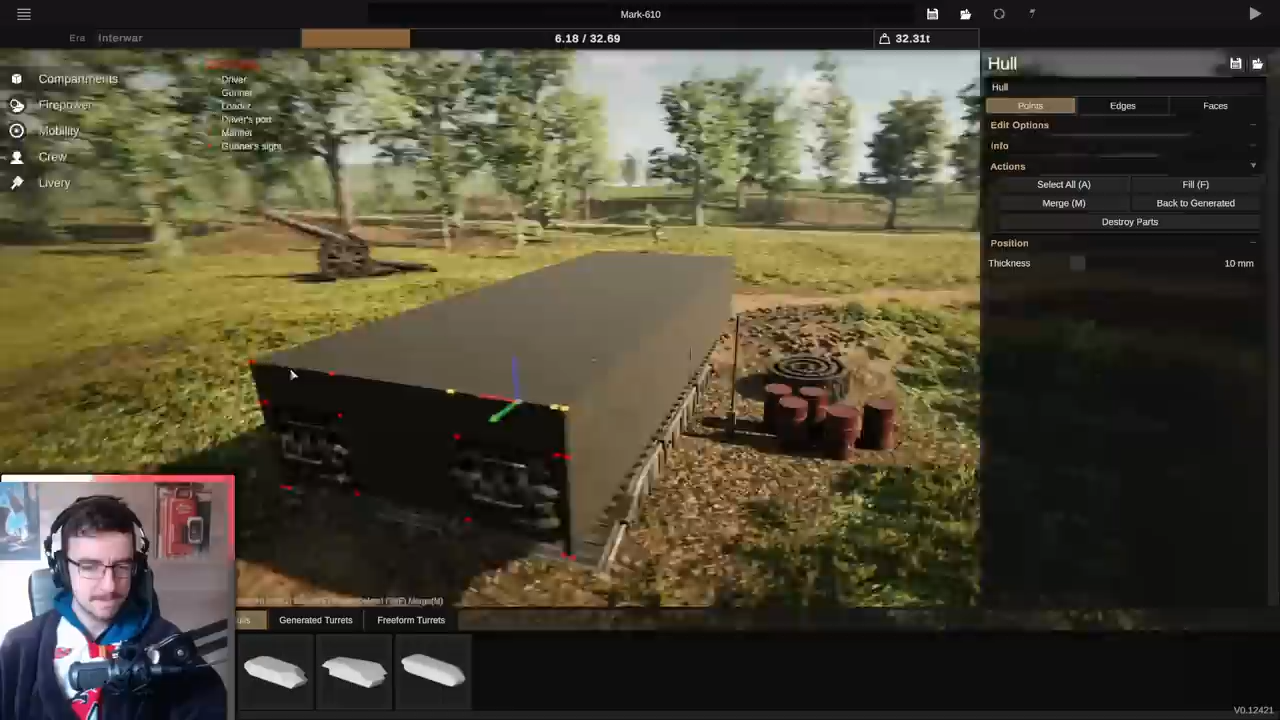 Mark-610
Era Interwar
6.18 / 32.69
32.31t
Compartments
Firepower
Mobility
Crew
Livery
Driver
Gunner
Loader
Driver's port
Gunner's sight
Hull
Hull
Points Edges Faces
Edit Options
Info
Actions
Select All (A) Fill (F)
Merge (M) Back to Generated
Destroy Parts
Position
Thickness 10 mm
Merge(M)
Generated Turrets Freeform Turrets
V0.12421